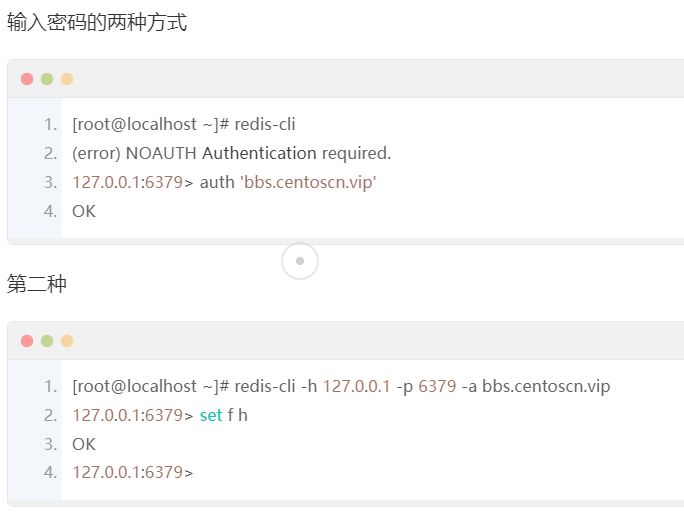 输入密码的两种方式
1. [root@localhost ~]# redis-cli
2. (error) NOAUTH Authentication required.
3. 127.0.0.1:6379> auth 'bbs.centoscn.vip'
4. OK
第二种
1. [root@localhost ~]# redis-cli -h 127.0.0.1 -p 6379 -a bbs.centoscn.vip
2. 127.0.0.1:6379> set f h
3. OK
4. 127.0.0.1:6379>